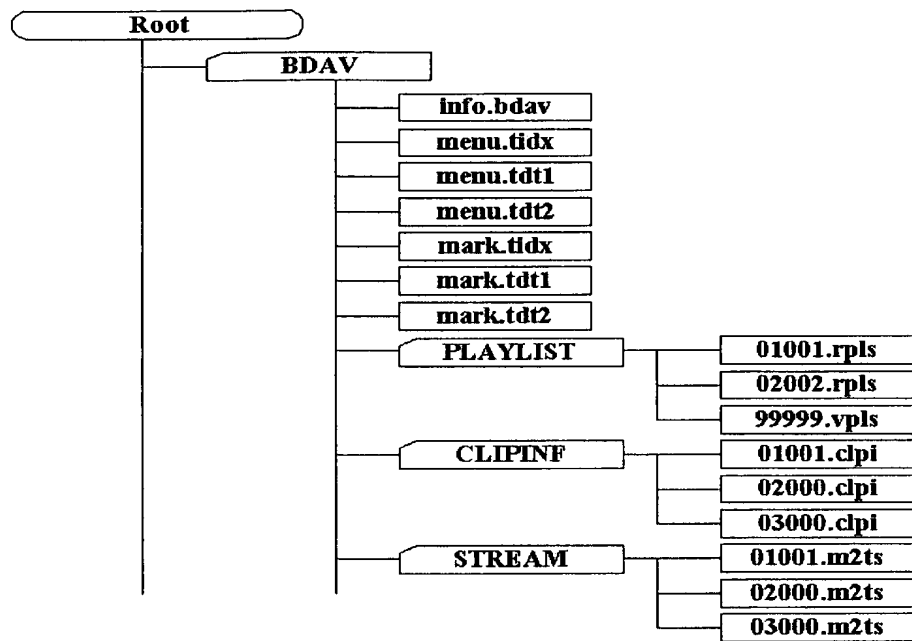 Root
BDAV
info.bdav
menu.tidx
menu.tdt1
menu.tdt2
mark.tidx
mark.tdt1
mark.tdt2
PLAYLIST
01001.rpls
02002.rpls
99999.vpls
CLIPINF
01001.clpi
02000.clpi
03000.clpi
STREAM
01001.m2ts
02000.m2ts
03000.m2ts